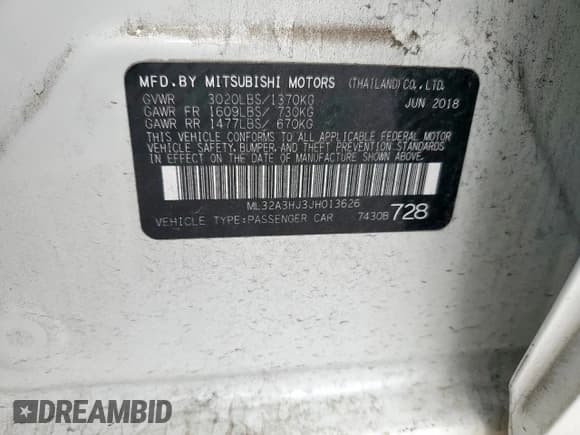 MFD.BY MITSUBISHI MOTORS (THAILAND)CO.,LTD.
GVWR 3020LBS/1370KG JUN 2018
GAWR FR 1609LBS/ 730KG
GAWR RR 1477LBS/ 670KG
THIS VEHICLE CONFORMS TO ALL APPLICABLE FEDERAL MOTOR
VEHICLE SAFETY, BUMPER, AND THEFT PREVENTION STANDARDS
IN EFFECT ON THE DATE OF MANUFACTURE SHOWN ABOVE.
ML32A3HJ3JH013626
VEHICLE TYPE:PASSENGER CAR 7430B 728
DREAMBID